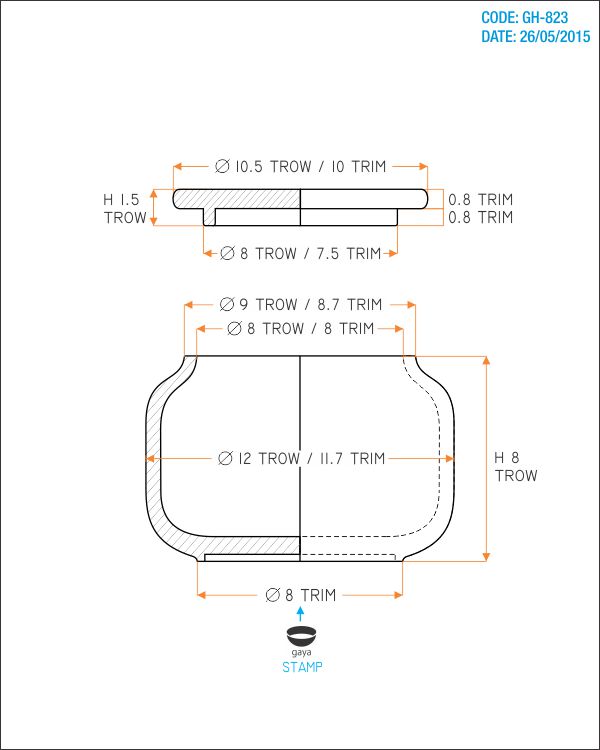 CODE: GH-823
DATE: 26/05/2015
Ø 10.5 TROW / 10 TRIM
H 1.5
TROW
0.8 TRIM
0.8 TRIM
Ø 8 TROW / 7.5 TRIM
Ø 9 TROW / 8.7 TRIM
Ø 8 TROW / 8 TRIM
Ø 12 TROW / 11.7 TRIM
H 8
TROW
Ø 8 TRIM
gaya
STAMP